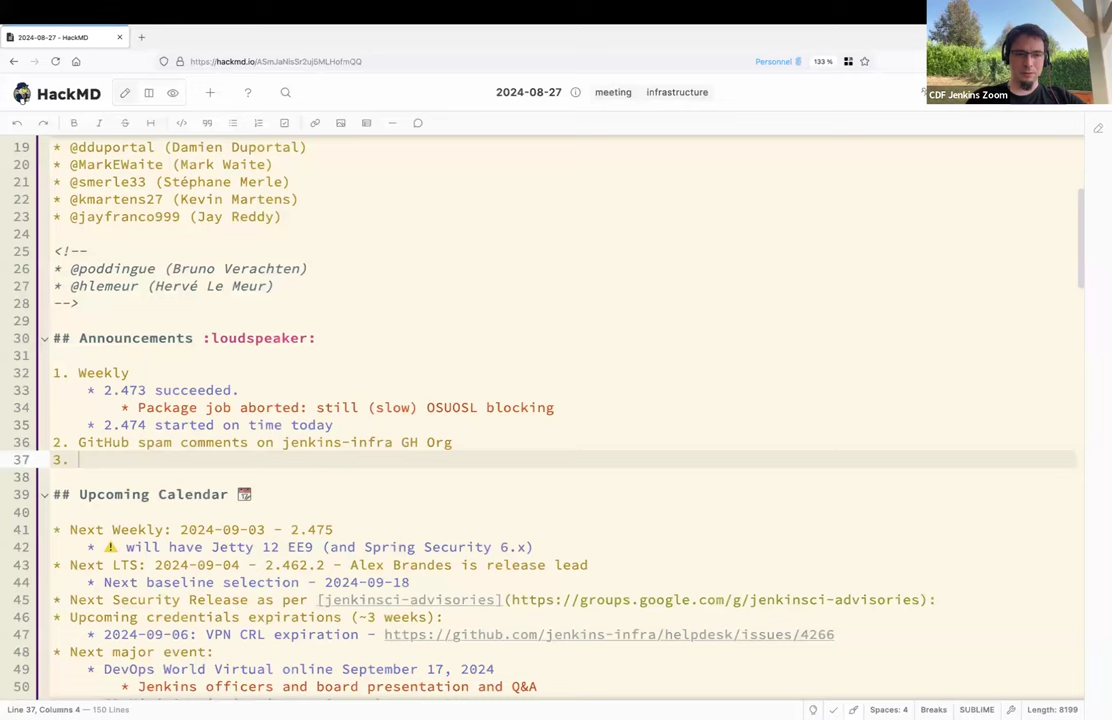 2024-08-27 - HackMD
https://hackmd.io/ASmJaNisSr2uj5MLHofmQQ
Personnel
133 %
CDF Jenkins Zoom
HackMD
2024-08-27
meeting
infrastructure
19 * @dduportal (Damien Duportal)
20 * @MarkEWaite (Mark Waite)
21 * @smerle33 (Stéphane Merle)
22 * @kmartens27 (Kevin Martens)
23 * @jayfranco999 (Jay Reddy)
24
25 <!--
26 * @poddingue (Bruno Verachten)
27 * @hlemeur (Hervé Le Meur)
28 -->
29
30 ## Announcements :loudspeaker:
31
32 1. Weekly
33 * 2.473 succeeded.
34 * Package job aborted: still (slow) OSUOSL blocking
35 * 2.474 started on time today
36 2. GitHub spam comments on jenkins-infra GH Org
37 3.
38
39 ## Upcoming Calendar 📆
40
41 * Next Weekly: 2024-09-03 - 2.475
42 * ⚠️ will have Jetty 12 EE9 (and Spring Security 6.x)
43 * Next LTS: 2024-09-04 - 2.462.2 - Alex Brandes is release lead
44 * Next baseline selection - 2024-09-18
45 * Next Security Release as per [jenkinsci-advisories](https://groups.google.com/g/jenkinsci-advisories):
46 * Upcoming credentials expirations (~3 weeks):
47 * 2024-09-06: VPN CRL expiration - https://github.com/jenkins-infra/helpdesk/issues/4266
48 * Next major event:
49 * DevOps World Virtual online September 17, 2024
50 * Jenkins officers and board presentation and Q&A
Line 37, Columns 4 — 150 Lines
Spaces: 4
Breaks
SUBLIME
Length: 8199